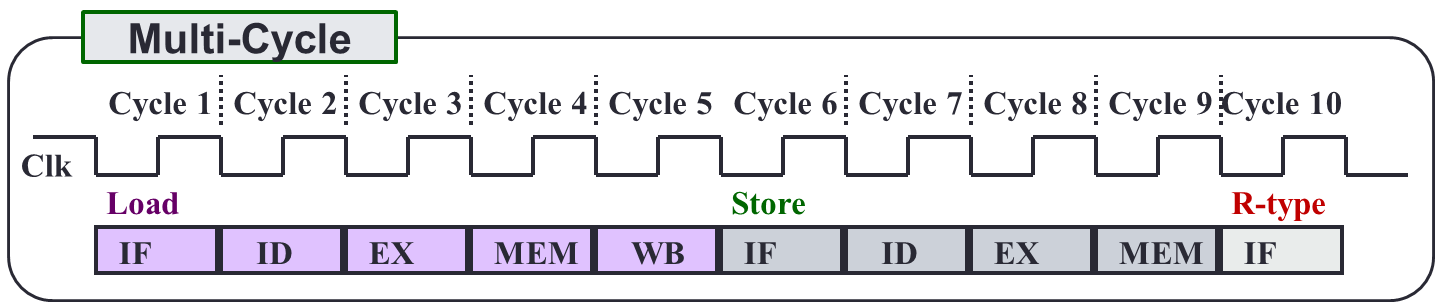 Multi-Cycle
Cycle 1 Cycle 2 Cycle 3 Cycle 4 Cycle 5 Cycle 6 Cycle 7 Cycle 8 Cycle 9 Cycle 10
Clk
Load Store R-type
IF ID EX MEM WB IF ID EX MEM IF